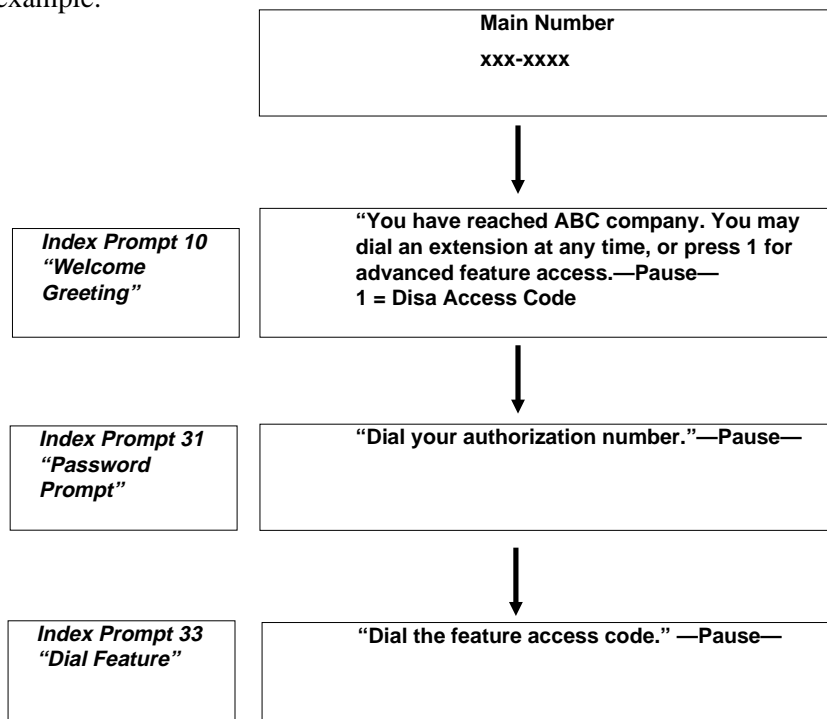 example:
Main Number
xxx-xxxx
Index Prompt 10
“Welcome
Greeting”
“You have reached ABC company. You may
dial an extension at any time, or press 1 for
advanced feature access.—Pause—
1 = Disa Access Code
Index Prompt 31
“Password
Prompt”
“Dial your authorization number.”—Pause—
Index Prompt 33
“Dial Feature”
“Dial the feature access code.” —Pause—